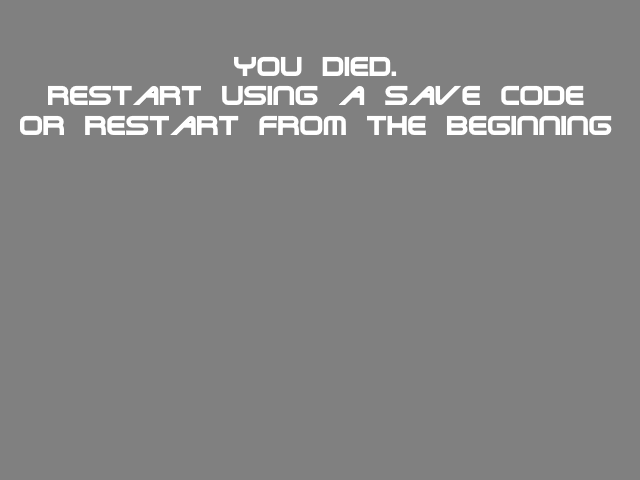 YOU DIED.
RESTART USING A SAVE CODE
OR RESTART FROM THE BEGINNING